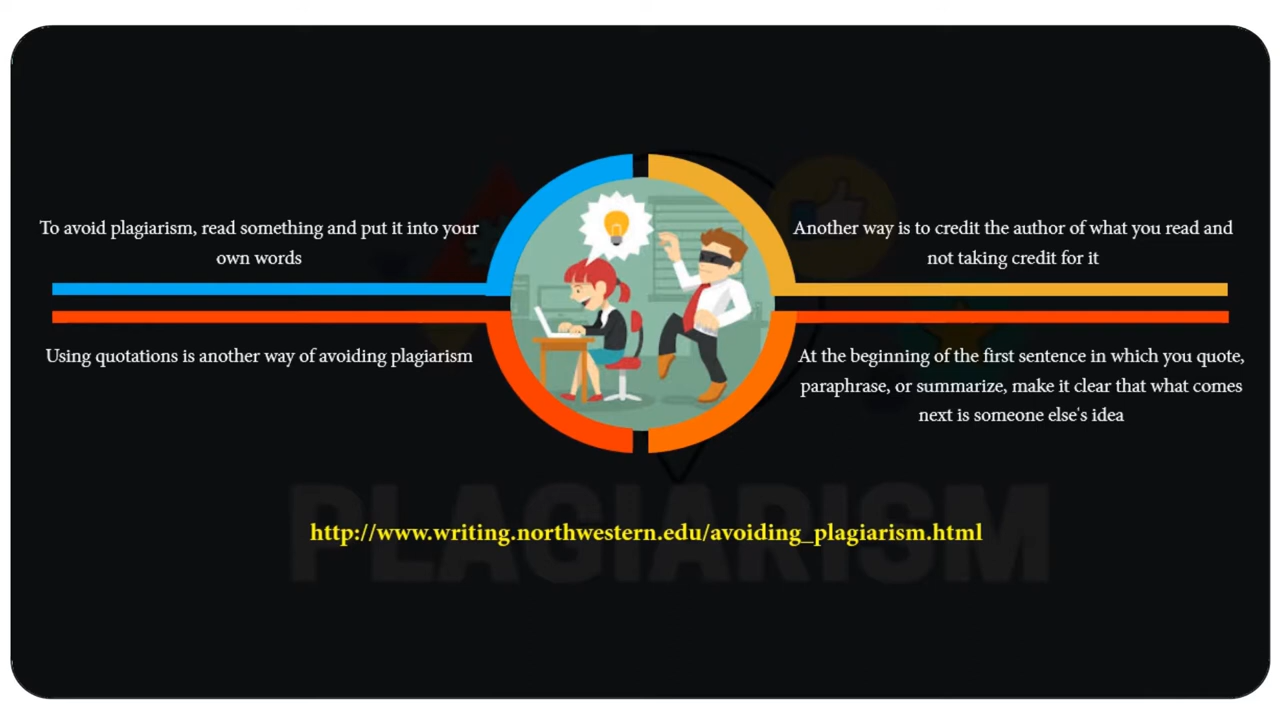 To avoid plagiarism, read something and put it into your
own words
Another way is to credit the author of what you read and
not taking credit for it
Using quotations is another way of avoiding plagiarism
At the beginning of the first sentence in which you quote,
paraphrase, or summarize, make it clear that what comes
next is someone else's idea
PLAGIARISM
http://www.writing.northwestern.edu/avoiding_plagiarism.html